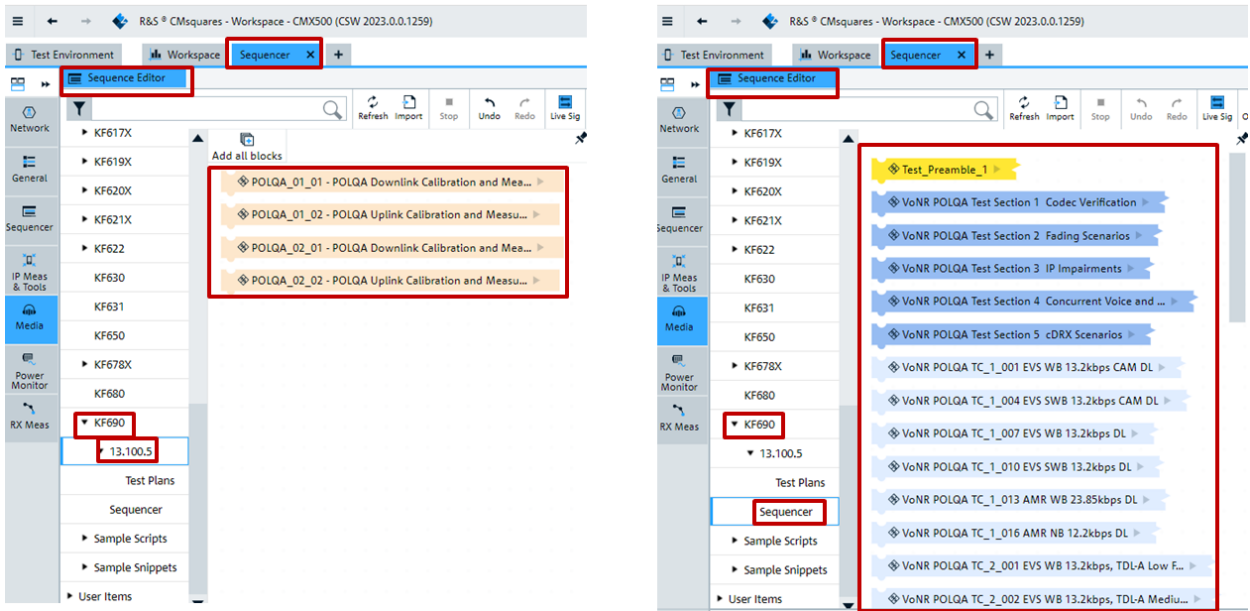 R&S ® CMsquares - Workspace - CMX500 (CSW 2023.0.0.1259)
Test Environment
Workspace
Sequencer
Sequence Editor
Network
General
Sequencer
IP Meas
& Tools
Media
Power
Monitor
RX Meas
Refresh
Import
Stop
Undo
Redo
Live Sig
KF617X
KF619X
KF620X
KF621X
KF622
KF630
KF631
KF650
KF678X
KF680
KF690
13.100.5
Test Plans
Sequencer
Sample Scripts
Sample Snippets
User Items
Add all blocks
POLQA_01_01 - POLQA Downlink Calibration and Mea...
POLQA_01_02 - POLQA Uplink Calibration and Measu...
POLQA_02_01 - POLQA Downlink Calibration and Mea...
POLQA_02_02 - POLQA Uplink Calibration and Measu...
R&S ® CMsquares - Workspace - CMX500 (CSW 2023.0.0.1259)
Test Environment
Workspace
Sequencer
Sequence Editor
Network
General
Sequencer
IP Meas
& Tools
Media
Power
Monitor
RX Meas
Refresh
Import
Stop
Undo
Redo
Live Sig
KF617X
KF619X
KF620X
KF621X
KF622
KF630
KF631
KF650
KF678X
KF680
KF690
13.100.5
Test Plans
Sequencer
Sample Scripts
Sample Snippets
User Items
Test_Preamble_1
VoNR POLQA Test Section 1 Codec Verification
VoNR POLQA Test Section 2 Fading Scenarios
VoNR POLQA Test Section 3 IP Impairments
VoNR POLQA Test Section 4 Concurrent Voice and ...
VoNR POLQA Test Section 5 cDRX Scenarios
VoNR POLQA TC_1_001 EVS WB 13.2kbps CAM DL
VoNR POLQA TC_1_004 EVS SWB 13.2kbps CAM DL
VoNR POLQA TC_1_007 EVS WB 13.2kbps DL
VoNR POLQA TC_1_010 EVS SWB 13.2kbps DL
VoNR POLQA TC_1_013 AMR WB 23.85kbps DL
VoNR POLQA TC_1_016 AMR NB 12.2kbps DL
VoNR POLQA TC_2_001 EVS WB 13.2kbps, TDL-A Low F...
VoNR POLQA TC_2_002 EVS WB 13.2kbps, TDL-A Mediu...